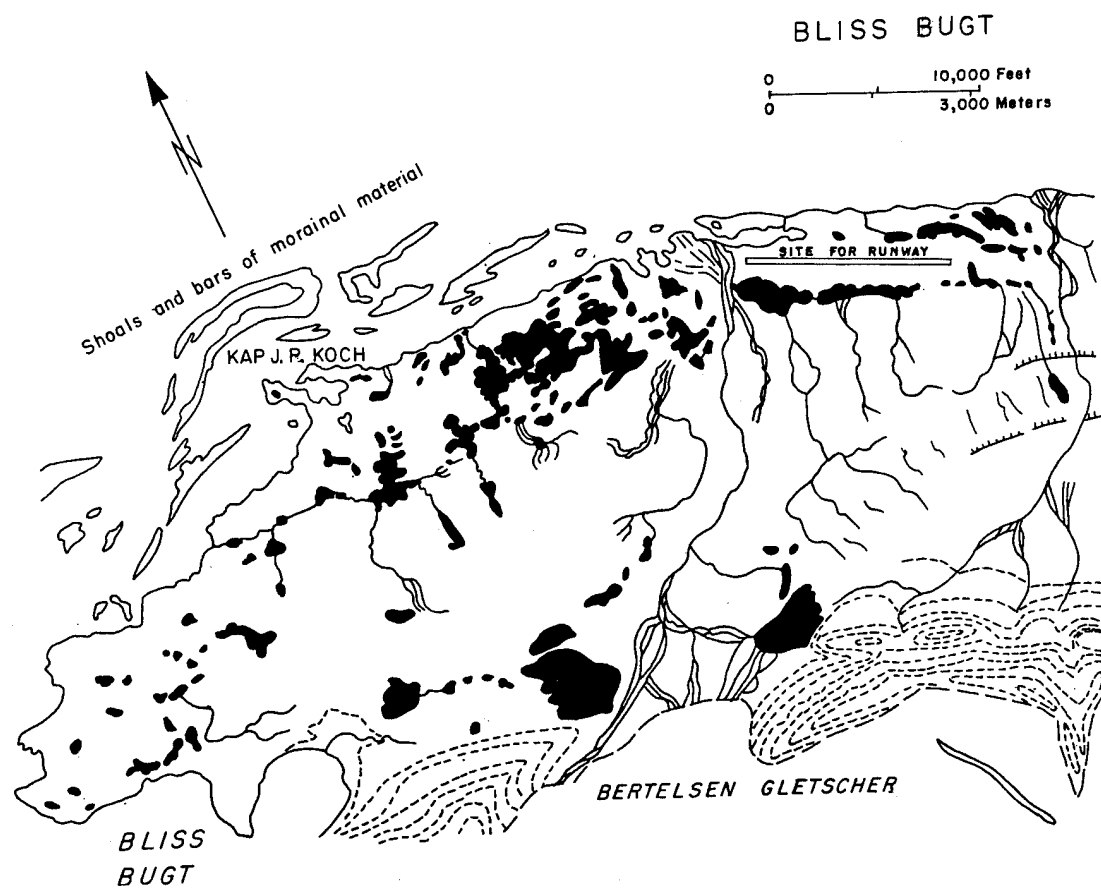 BLISS BUGT
0 10,000 Feet
0 3,000 Meters
N
Shoals and bars of morainal material
SITE FOR RUNWAY
KAP J. R. KOCH
BERTELSEN GLETSCHER
BLISS
BUGT